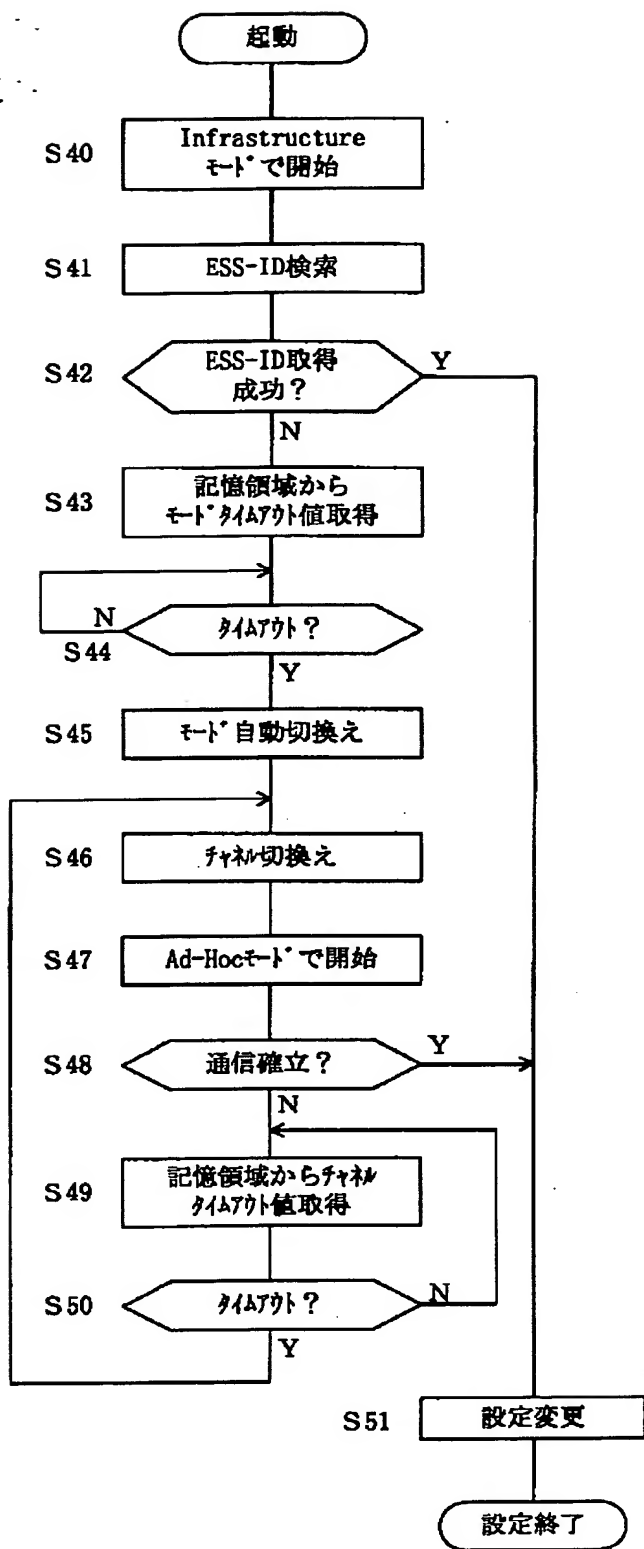 起動
S40
Infrastructure
ﾓｰﾄﾞで開始
S41
ESS-ID検索
S42
ESS-ID取得
成功？
Y
N
S43
記憶領域から
ﾓｰﾄﾞﾀｲﾑｱｳﾄ値取得
N
ﾀｲﾑｱｳﾄ？
S44
Y
S45
ﾓｰﾄﾞ自動切換え
S46
ﾁｬﾈﾙ切換え
S47
Ad-Hocﾓｰﾄﾞで開始
S48
通信確立？
Y
N
S49
記憶領域からﾁｬﾈﾙ
ﾀｲﾑｱｳﾄ値取得
S50
ﾀｲﾑｱｳﾄ？
N
Y
S51
設定変更
設定終了